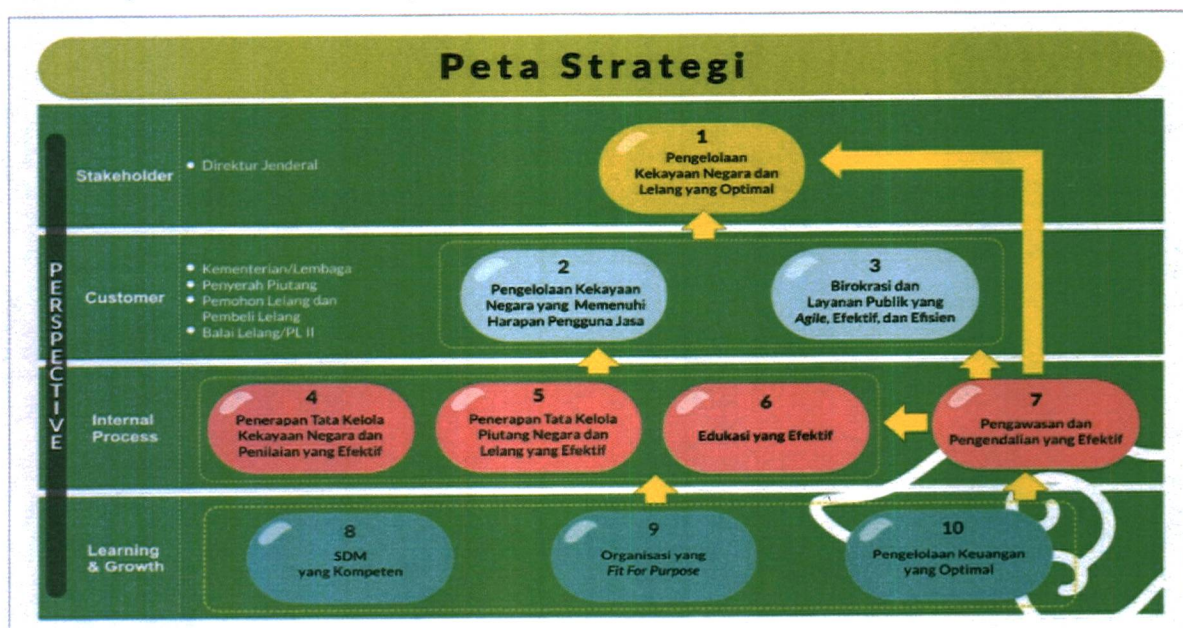 Peta Strategi
PERSPECTIVE
Stakeholder
• Direktur Jenderal
1
Pengelolaan
Kekayaan Negara dan
Lelang yang Optimal
Customer
• Kementerian/Lembaga
• Penyerah Piutang
• Pemohon Lelang dan
Pembeli Lelang
• Balai Lelang/PL II
2
Pengelolaan Kekayaan
Negara yang Memenuhi
Harapan Pengguna Jasa
3
Birokrasi dan
Layanan Publik yang
Agile, Efektif, dan Efisien
Internal
Process
4
Penerapan Tata Kelola
Kekayaan Negara dan
Penilaian yang Efektif
5
Penerapan Tata Kelola
Piutang Negara dan
Lelang yang Efektif
6
Edukasi yang Efektif
7
Pengawasan dan
Pengendalian yang Efektif
Learning
& Growth
8
SDM
yang Kompeten
9
Organisasi yang
Fit For Purpose
10
Pengelolaan Keuangan
yang Optimal